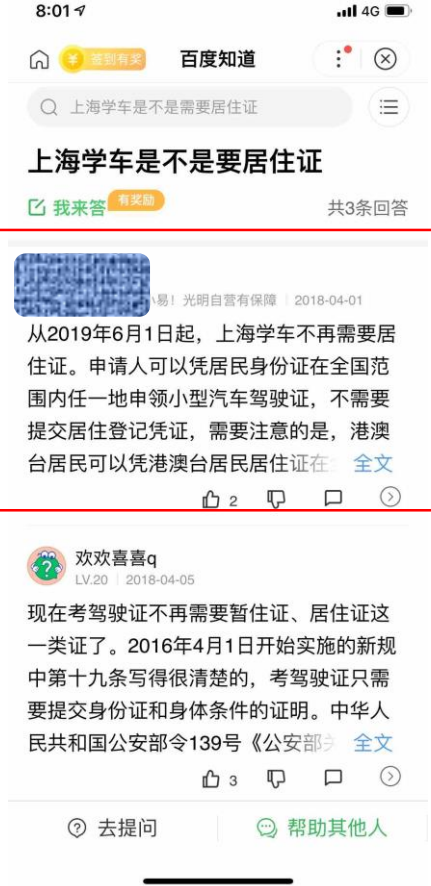 8:01
4G
签到有奖
百度知道
上海学车是不是需要居住证
上海学车是不是要居住证
我来答
有奖励
共3条回答
易！光明自营有保障 2018-04-01
从2019年6月1日起，上海学车不再需要居
住证。申请人可以凭居民身份证在全国范
围内任一地申领小型汽车驾驶证，不需要
提交居住登记凭证，需要注意的是，港澳
台居民可以凭港澳台居民居住证在 全文
2
欢欢喜喜q
LV.20 2018-04-05
现在考驾驶证不再需要暂住证、居住证这
一类证了。2016年4月1日开始实施的新规
中第十九条写得很清楚的，考驾驶证只需
要提交身份证和身体条件的证明。中华人
民共和国公安部令139号《公安部关 全文
3
去提问
帮助其他人